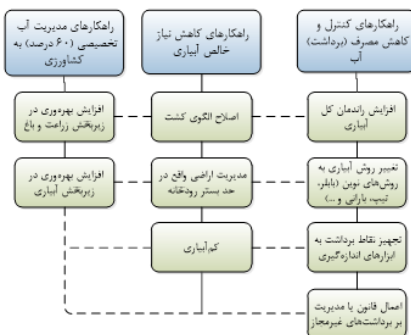 راهکارهای کنترل و
کاهش مصرف (برداشت)
آب
راهکارهای کاهش نیاز
خالص آبیاری
راهکارهای مدیریت آب
تخصیصی (۶۰ درصد) به
کشاورزی
افزایش راندمان کل
آبیاری
اصلاح الگوی کشت
افزایش بهره‌وری در
زیربخش زراعت و باغ
تغییر روش آبیاری به
روش‌های نوین (بابلر،
تیپ، بارانی و ...)
مدیریت اراضی واقع در
حد بستر رودخانه
افزایش بهره‌وری در
زیربخش آبیاری
تجهیز نقاط برداشت به
ابزارهای اندازه‌گیری
کم‌آبیاری
اعمال قانون یا مدیریت
بر برداشت‌های غیرمجاز